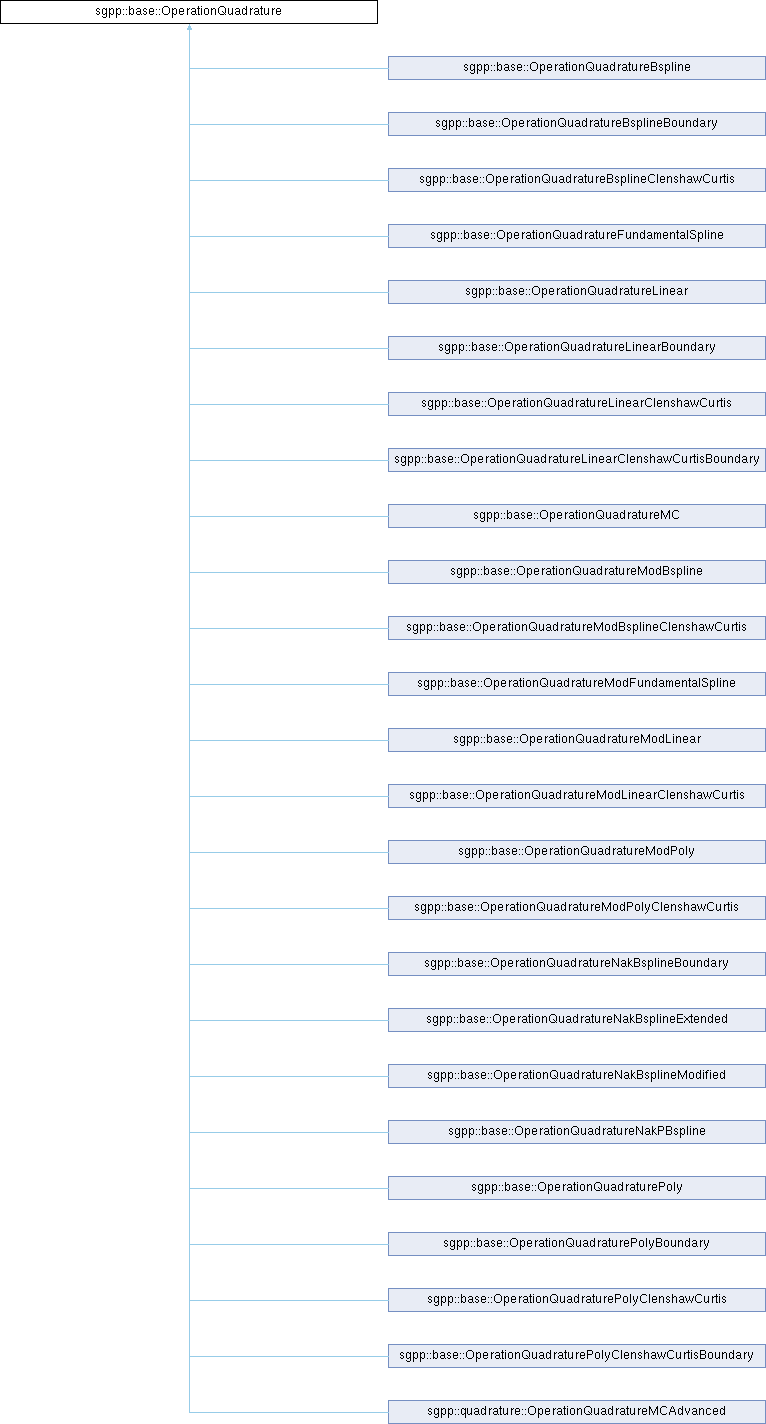 sgpp::base::OperationQuadrature
sgpp::base::OperationQuadratureBspline
sgpp::base::OperationQuadratureBsplineBoundary
sgpp::base::OperationQuadratureBsplineClenshawCurtis
sgpp::base::OperationQuadratureFundamentalSpline
sgpp::base::OperationQuadratureLinear
sgpp::base::OperationQuadratureLinearBoundary
sgpp::base::OperationQuadratureLinearClenshawCurtis
sgpp::base::OperationQuadratureLinearClenshawCurtisBoundary
sgpp::base::OperationQuadratureMC
sgpp::base::OperationQuadratureModBspline
sgpp::base::OperationQuadratureModBsplineClenshawCurtis
sgpp::base::OperationQuadratureModFundamentalSpline
sgpp::base::OperationQuadratureModLinear
sgpp::base::OperationQuadratureModLinearClenshawCurtis
sgpp::base::OperationQuadratureModPoly
sgpp::base::OperationQuadratureModPolyClenshawCurtis
sgpp::base::OperationQuadratureNakBsplineBoundary
sgpp::base::OperationQuadratureNakBsplineExtended
sgpp::base::OperationQuadratureNakBsplineModified
sgpp::base::OperationQuadratureNakPBspline
sgpp::base::OperationQuadraturePoly
sgpp::base::OperationQuadraturePolyBoundary
sgpp::base::OperationQuadraturePolyClenshawCurtis
sgpp::base::OperationQuadraturePolyClenshawCurtisBoundary
sgpp::quadrature::OperationQuadratureMCAdvanced